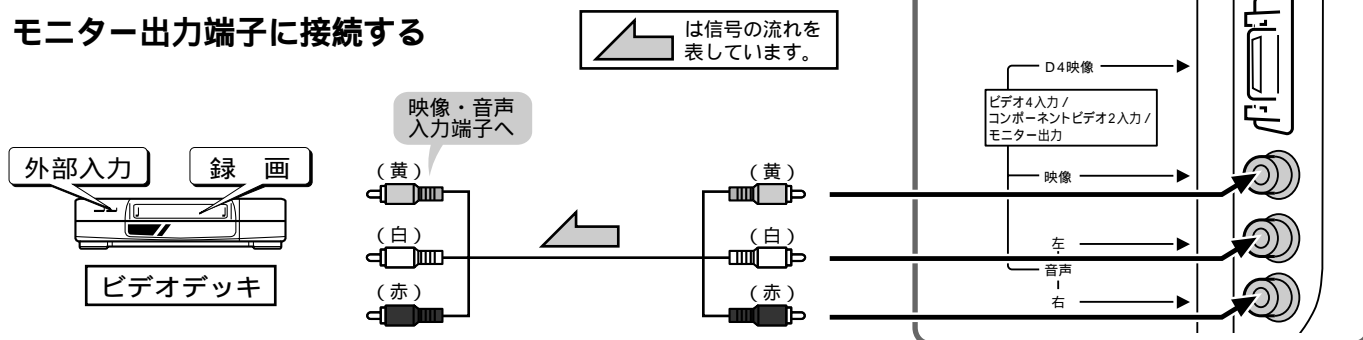 モニター出力端子に接続する
は信号の流れを
表しています。
D4映像
ビデオ4入力/
コンポーネントビデオ2入力/
モニター出力
映像・音声
入力端子へ
外部入力
録 画
(黄)
(黄)
映像
(白)
(白)
左
音声
ビデオデッキ
(赤)
(赤)
右